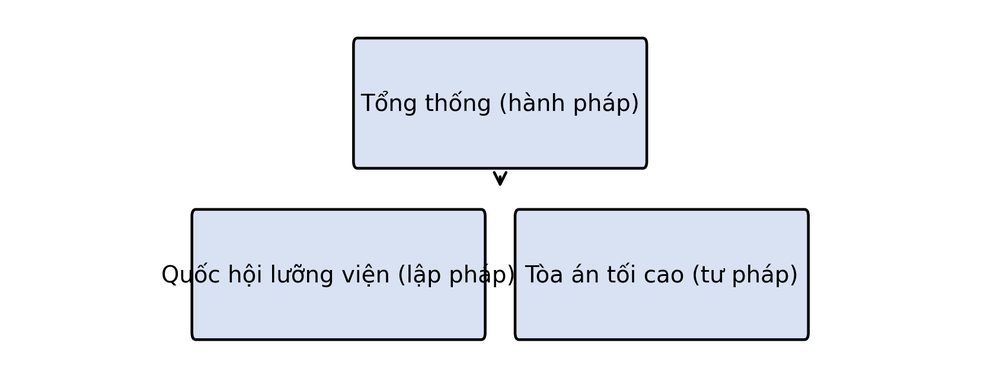 Tổng thống (hành pháp)
Quốc hội lưỡng viện (lập pháp)
Tòa án tối cao (tư pháp)